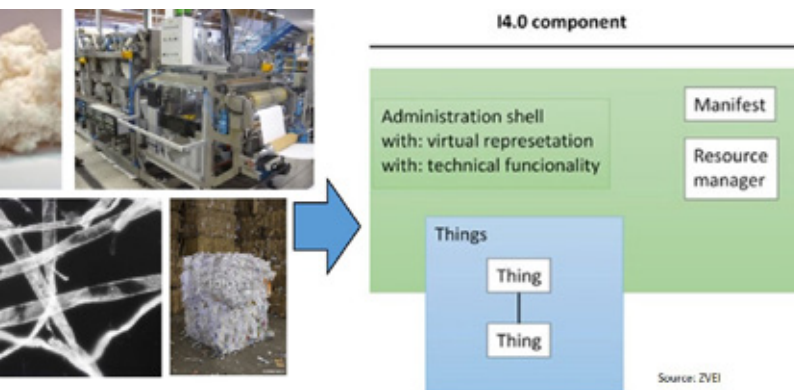 I4.0 component
Administration shell
with: virtual represetation
with: technical funcionality
Manifest
Resource
manager
Things
Thing
Thing
Source: ZVEI